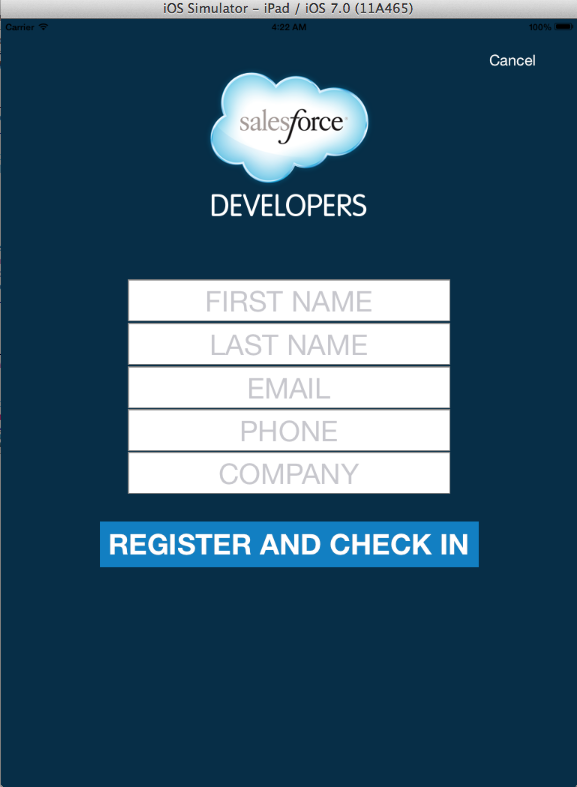 iOS Simulator – iPad / iOS 7.0 (11A465)
Carrier 4:22 AM 100%
Cancel
salesforce
DEVELOPERS
FIRST NAME
LAST NAME
EMAIL
PHONE
COMPANY
REGISTER AND CHECK IN